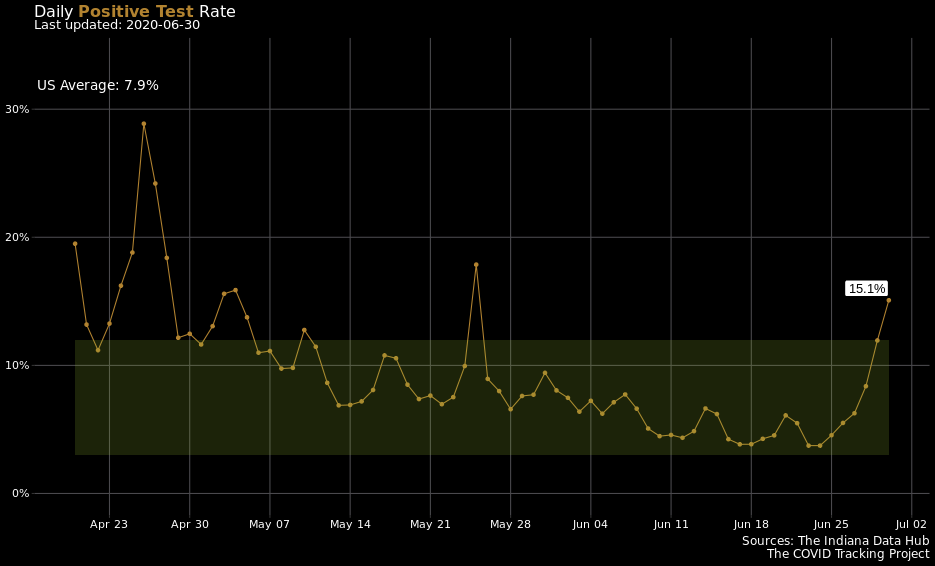 Daily Positive Test Rate
Last updated: 2020-06-30
US Average: 7.9%
30%
20%
15.1%
10%
0%
Apr 23 Apr 30 May 07 May 14 May 21 May 28 Jun 04 Jun 11 Jun 18 Jun 25 Jul 02
Sources: The Indiana Data Hub
The COVID Tracking Project